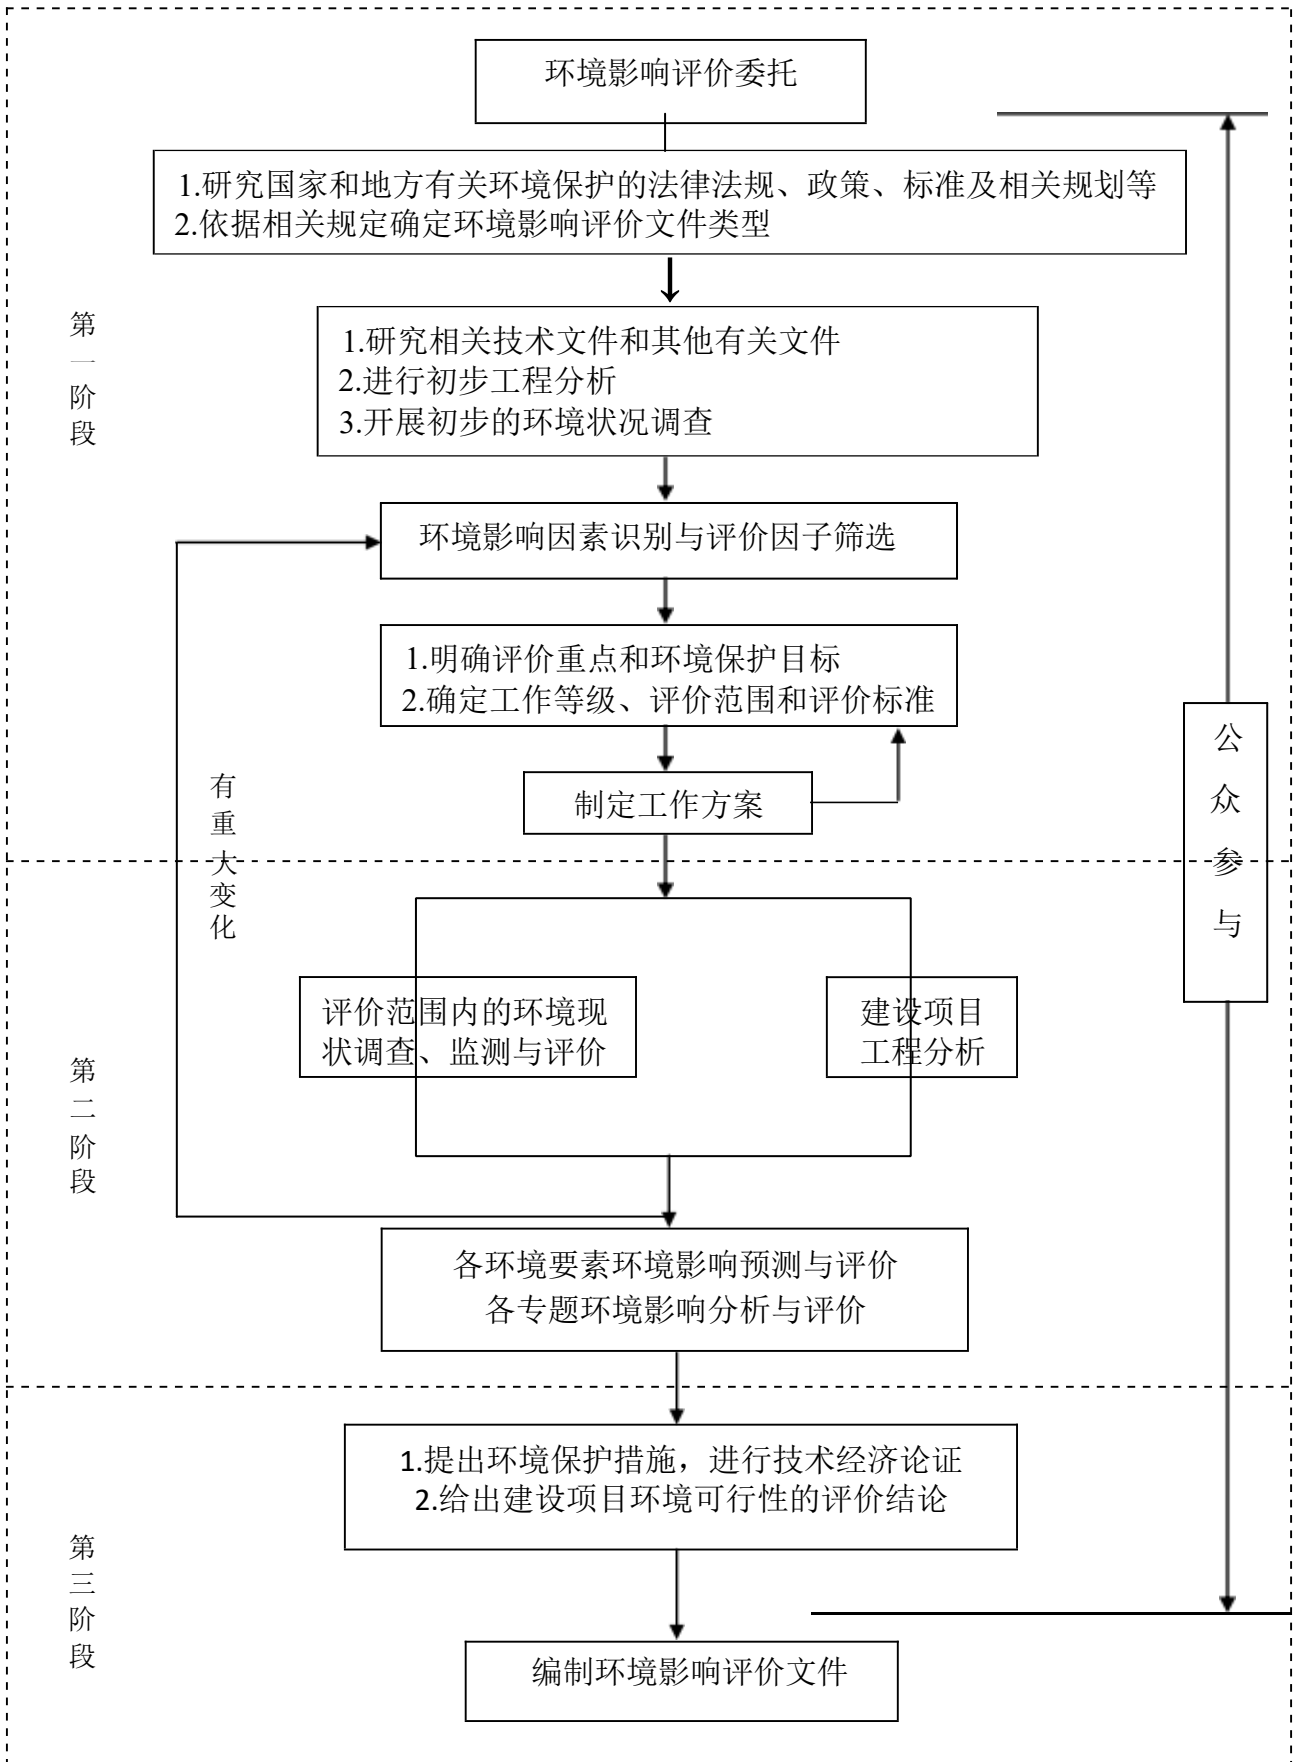 环境影响评价委托
1.研究国家和地方有关环境保护的法律法规、政策、标准及相关规划等
2.依据相关规定确定环境影响评价文件类型
第一阶段
1.研究相关技术文件和其他有关文件
2.进行初步工程分析
3.开展初步的环境状况调查
环境影响因素识别与评价因子筛选
1.明确评价重点和环境保护目标
2.确定工作等级、评价范围和评价标准
公众参与
有重大变化
制定工作方案
评价范围内的环境现
状调查、监测与评价
建设项目
工程分析
第二阶段
各环境要素环境影响预测与评价
各专题环境影响分析与评价
1.提出环境保护措施，进行技术经济论证
2.给出建设项目环境可行性的评价结论
第三阶段
编制环境影响评价文件